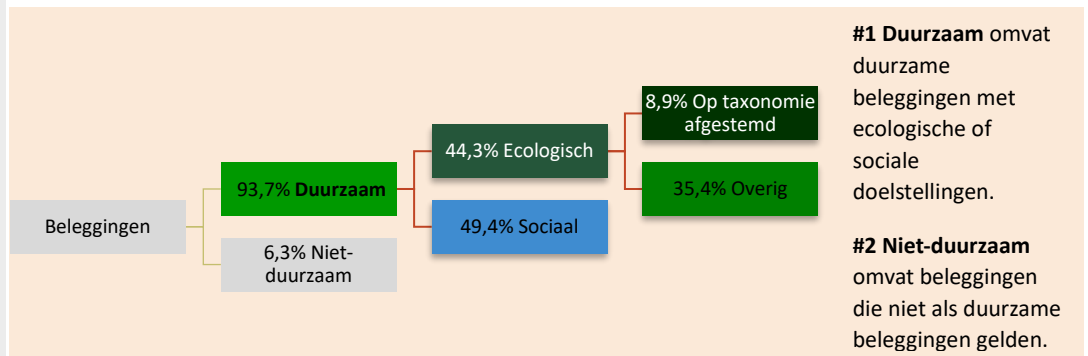 Beleggingen
93,7% Duurzaam
6,3% Niet-
duurzaam
44,3% Ecologisch
49,4% Sociaal
8,9% Op taxonomie
afgestemd
35,4% Overig
#1 Duurzaam omvat
duurzame
beleggingen met
ecologische of
sociale
doelstellingen.
#2 Niet-duurzaam
omvat beleggingen
die niet als duurzame
beleggingen gelden.